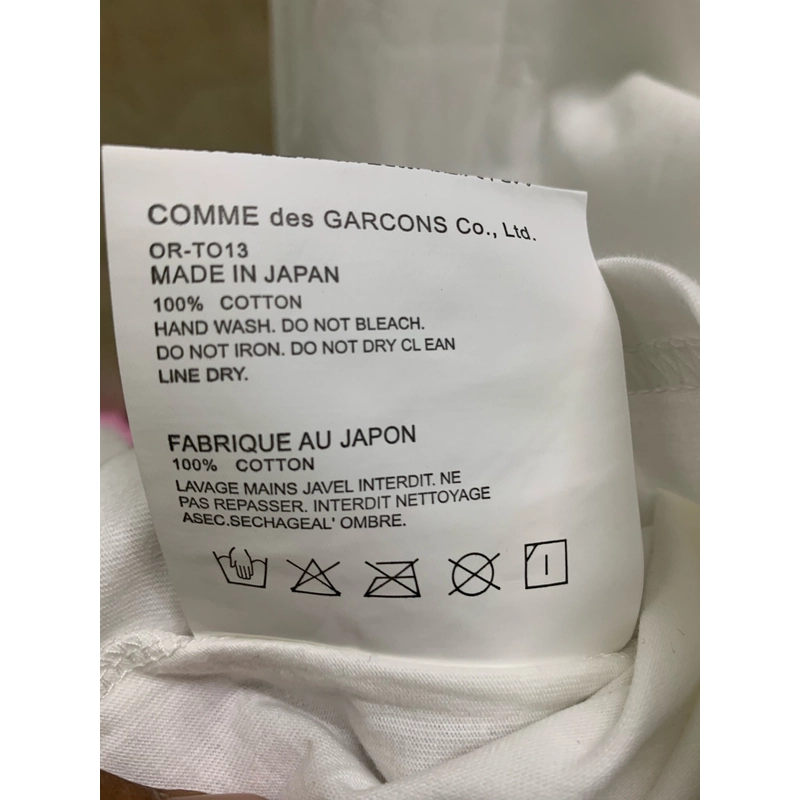 COMME des GARCONS Co., Ltd.
OR-TO13
MADE IN JAPAN
100% COTTON
HAND WASH. DO NOT BLEACH.
DO NOT IRON. DO NOT DRY CL EAN
LINE DRY.
FABRIQUE AU JAPON
100% COTTON
LAVAGE MAINS JAVEL INTERDIT. NE
PAS REPASSER. INTERDIT NETTOYAGE
ASEC.SECHAGEAL' OMBRE.